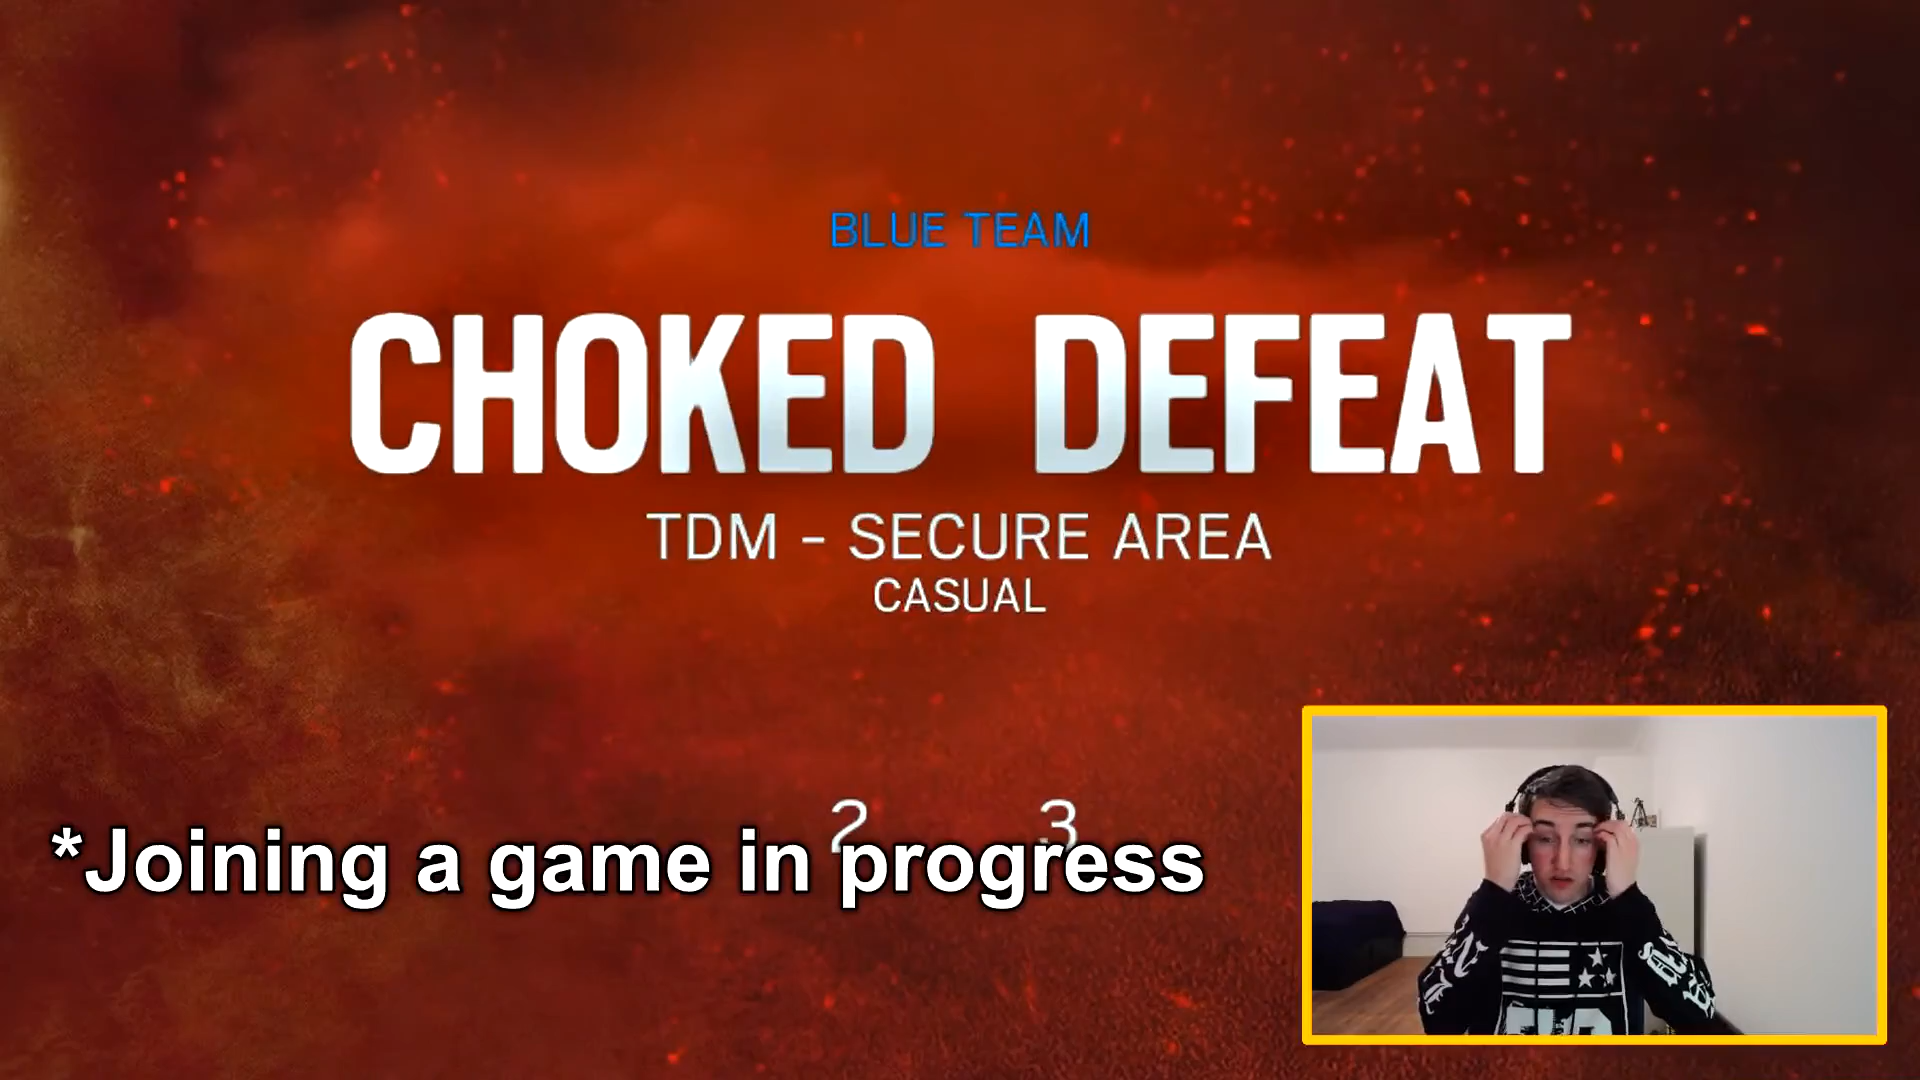 BLUE TEAM
CHOKED DEFEAT
TDM - SECURE AREA
CASUAL
2 3
*Joining a game in progress